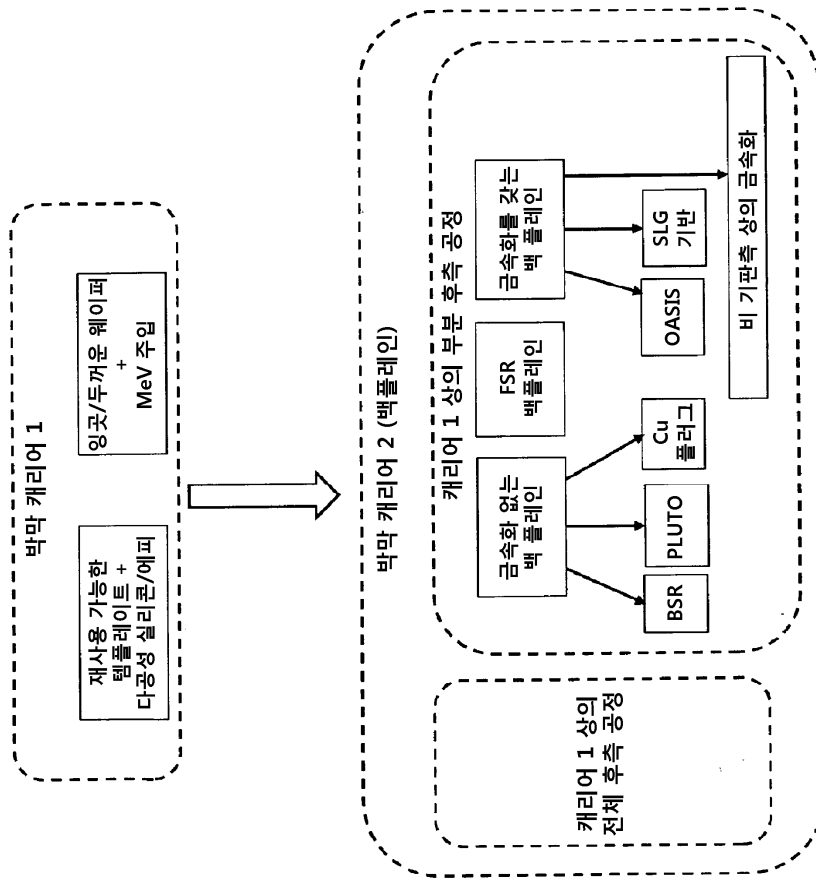 박막 캐리어 1
재사용 가능한
템플레이트 +
다공성 실리콘/에피
잉곳/두꺼운 웨이퍼
+
MeV 주입
박막 캐리어 2 (백플레인)
캐리어 1 상의
전체 후측 공정
캐리어 1 상의 부분 후측 공정
금속화 없는
백 플레인
FSR
백플레인
금속화를 갖는
백 플레인
BSR
PLUTO
Cu
플러그
OASIS
SLG
기반
비 기판측 상의 금속화